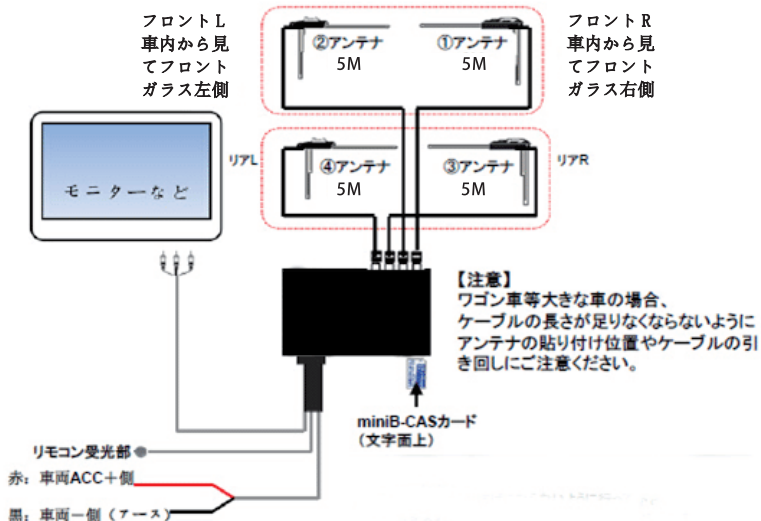 フロントL
車内から見
てフロント
ガラス左側
②アンテナ
5M
①アンテナ
5M
フロントR
車内から見
てフロント
ガラス右側
リアL
④アンテナ
5M
③アンテナ
5M
リアR
モニターなど
【注意】
ワゴン車等大きな車の場合、
ケーブルの長さが足りなくならないように
アンテナの貼り付け位置やケーブルの引
き回しにご注意ください。
miniB-CASカード
（文字面上）
リモコン受光部
赤：車両ACC＋側
黒：車両－側（アース）